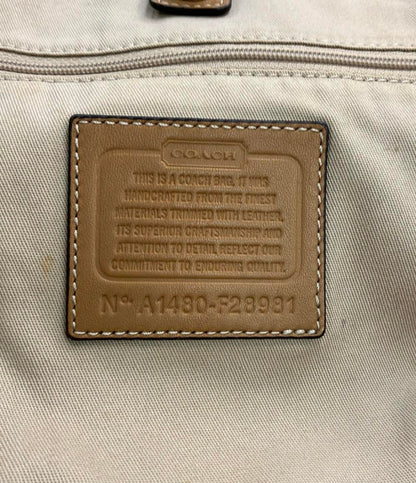 COACH
THIS IS A COACH BAG. IT WAS
HANDCRAFTED FROM THE FINEST
MATERIALS TRIMMED WITH LEATHER.
ITS SUPERIOR CRAFTSMANSHIP AND
ATTENTION TO DETAIL REFLECT OUR
COMMITMENT TO ENDURING QUALITY.
Nº A1480-F28981